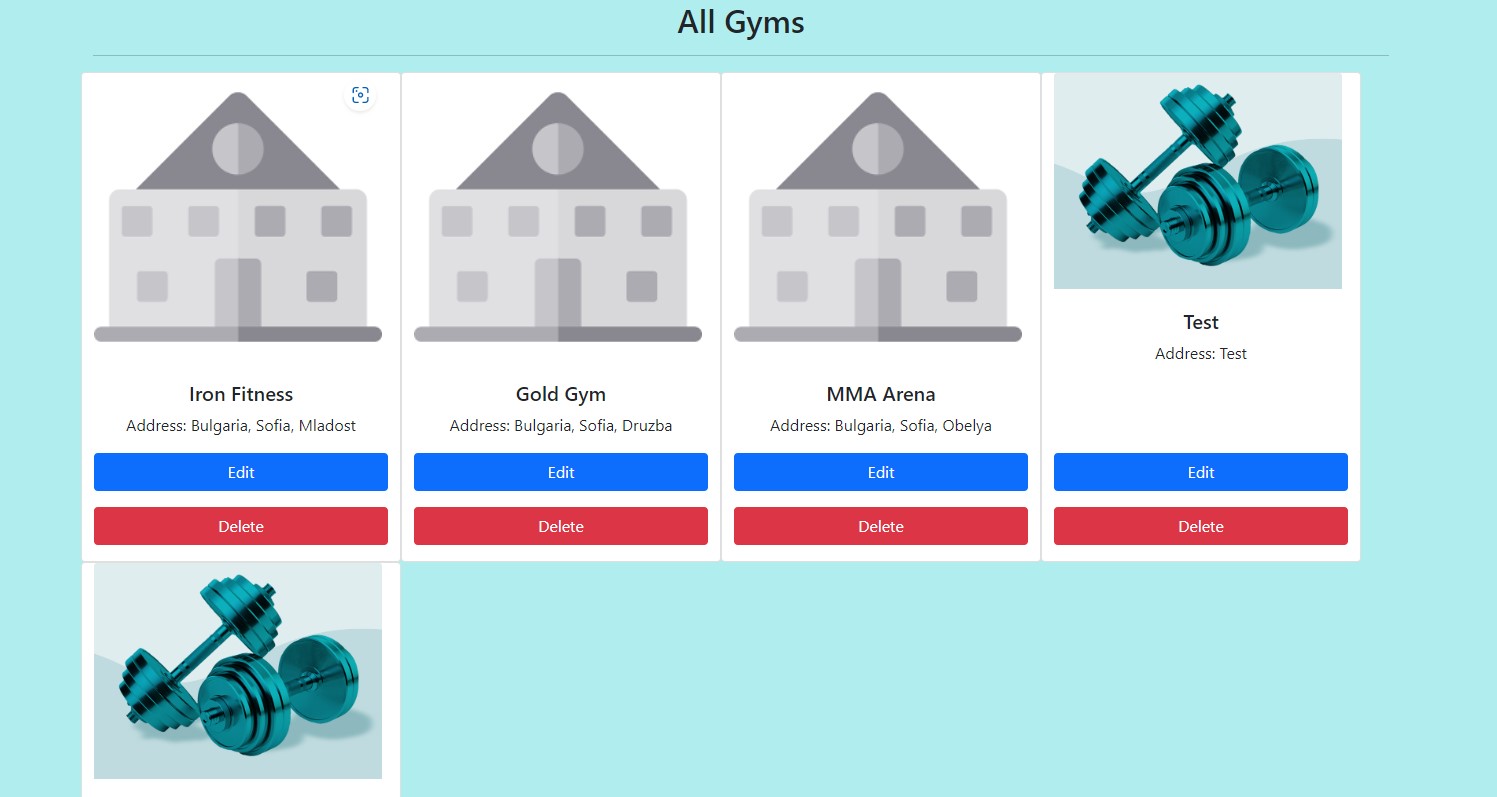 All Gyms
Iron Fitness
Address: Bulgaria, Sofia, Mladost
Edit
Delete
Gold Gym
Address: Bulgaria, Sofia, Druzba
Edit
Delete
MMA Arena
Address: Bulgaria, Sofia, Obelya
Edit
Delete
Test
Address: Test
Edit
Delete